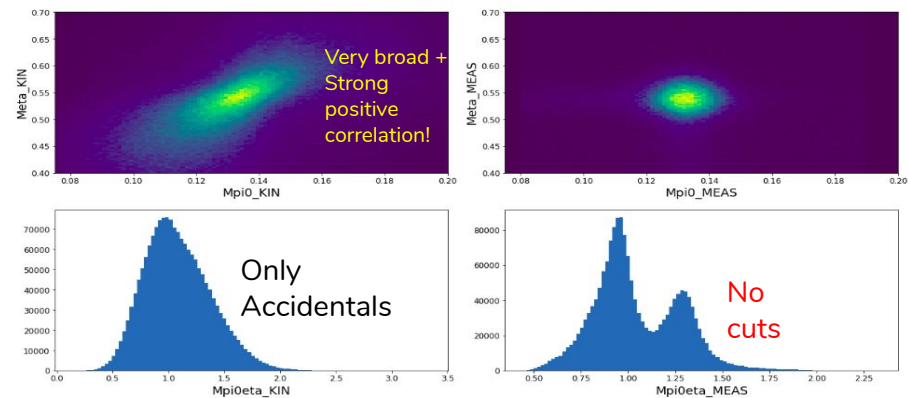 0.70
0.65
0.60
0.55
0.50
0.45
0.40
Meta_KIN
Very broad +
Strong
positive
correlation!
0.08 0.10 0.12 0.14 0.16 0.18 0.20
Mpi0_KIN
0.70
0.65
0.60
0.55
0.50
0.45
0.40
Meta_MEAS
0.08 0.10 0.12 0.14 0.16 0.18 0.20
Mpi0_MEAS
70000
60000
50000
40000
30000
20000
10000
0
Only
Accidentals
0.0 0.5 1.0 1.5 2.0 2.5 3.0 3.5
Mpi0eta_KIN
80000
60000
40000
20000
0
No
cuts
0.50 0.75 1.00 1.25 1.50 1.75 2.00 2.25
Mpi0eta_MEAS